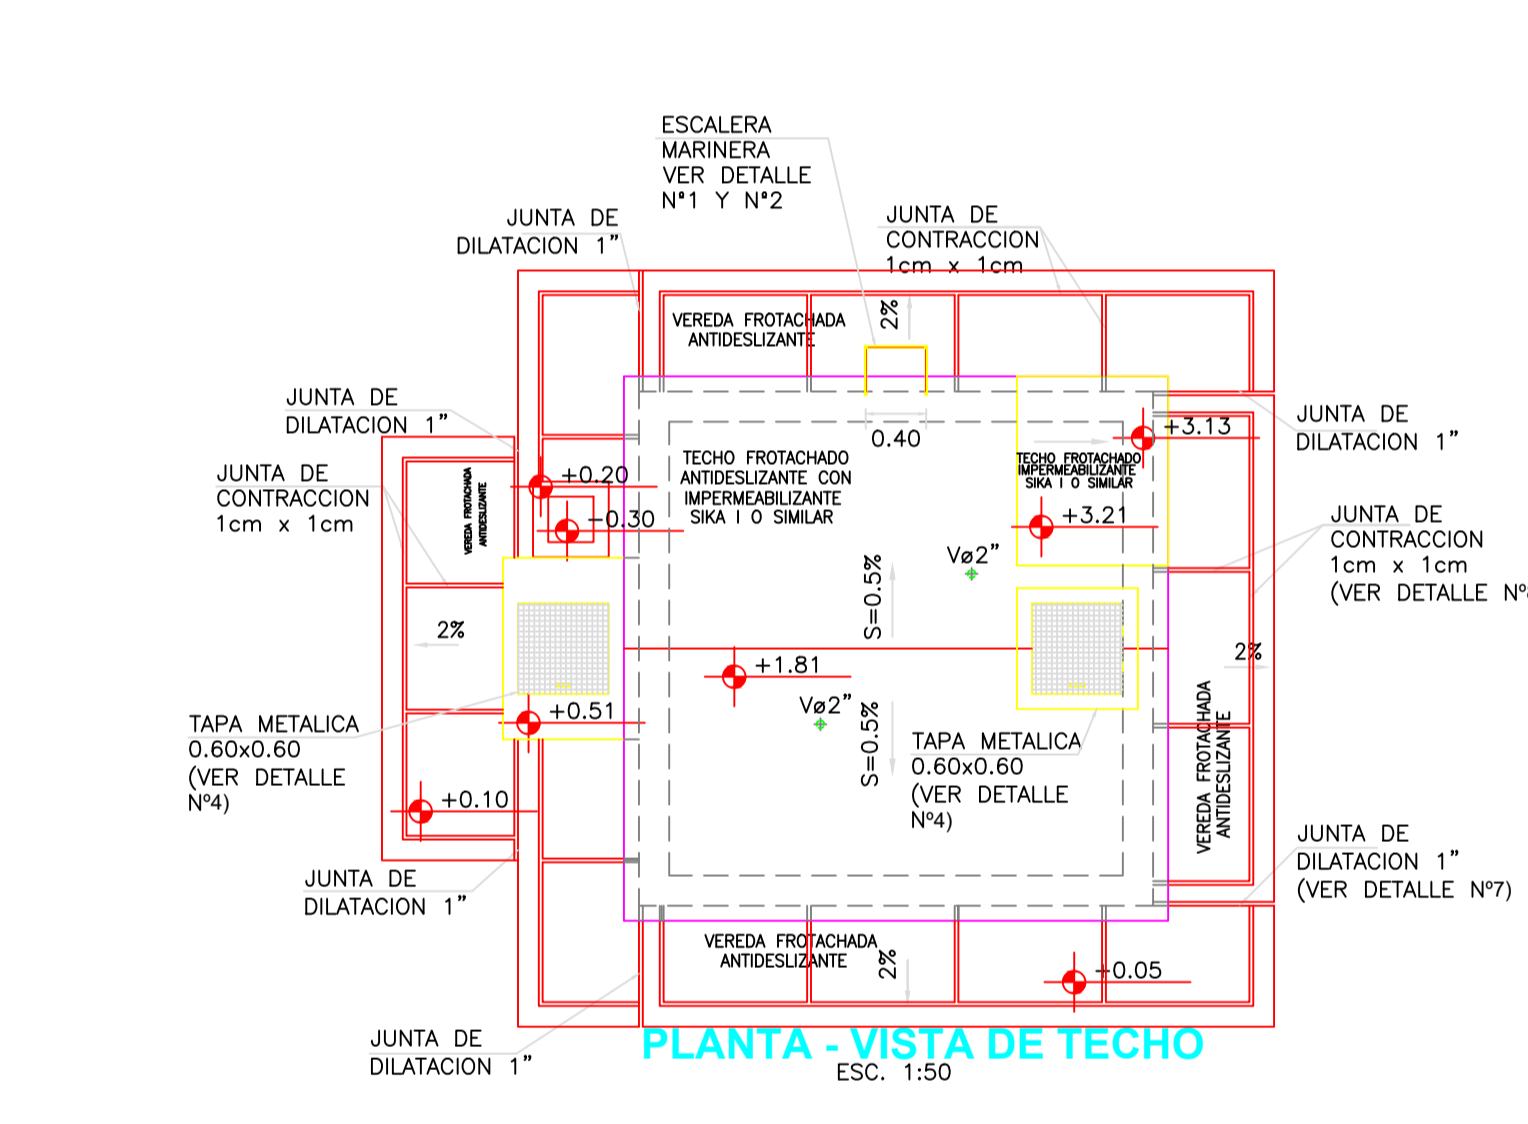 ESCALERA
MARINERA
VER DETALLE
Nª1 Y Nª2
JUNTA DE
DILATACION 1”
JUNTA DE
CONTRACCION
1cm x 1cm
VEREDA FROTACHADA
ANTIDESLIZANTE
2%
JUNTA DE
DILATACION 1”
JUNTA DE
CONTRACCION
1cm x 1cm
VEREDA FROTACHADA
ANTIDESLIZANTE
+0.20
-0.30
0.40
TECHO FROTACHADO
ANTIDESLIZANTE CON
IMPERMEABILIZANTE
SIKA I O SIMILAR
+3.13
TECHO FROTACHADO
IMPERMEABILIZANTE
SIKA I O SIMILAR
+3.21
JUNTA DE
DILATACION 1”
JUNTA DE
CONTRACCION
1cm x 1cm
(VER DETALLE Nº
Vø2”
S=0.5%
2%
2%
+1.81
Vø2”
S=0.5%
+0.51
TAPA METALICA
0.60x0.60
(VER DETALLE
Nº4)
TAPA METALICA
0.60x0.60
(VER DETALLE
Nº4)
VEREDA FROTACHADA
ANTIDESLIZANTE
+0.10
JUNTA DE
DILATACION 1”
JUNTA DE
DILATACION 1”
(VER DETALLE Nº7)
VEREDA FROTACHADA
ANTIDESLIZANTE
2%
+0.05
JUNTA DE
DILATACION 1”
PLANTA - VISTA DE TECHO
ESC. 1:50